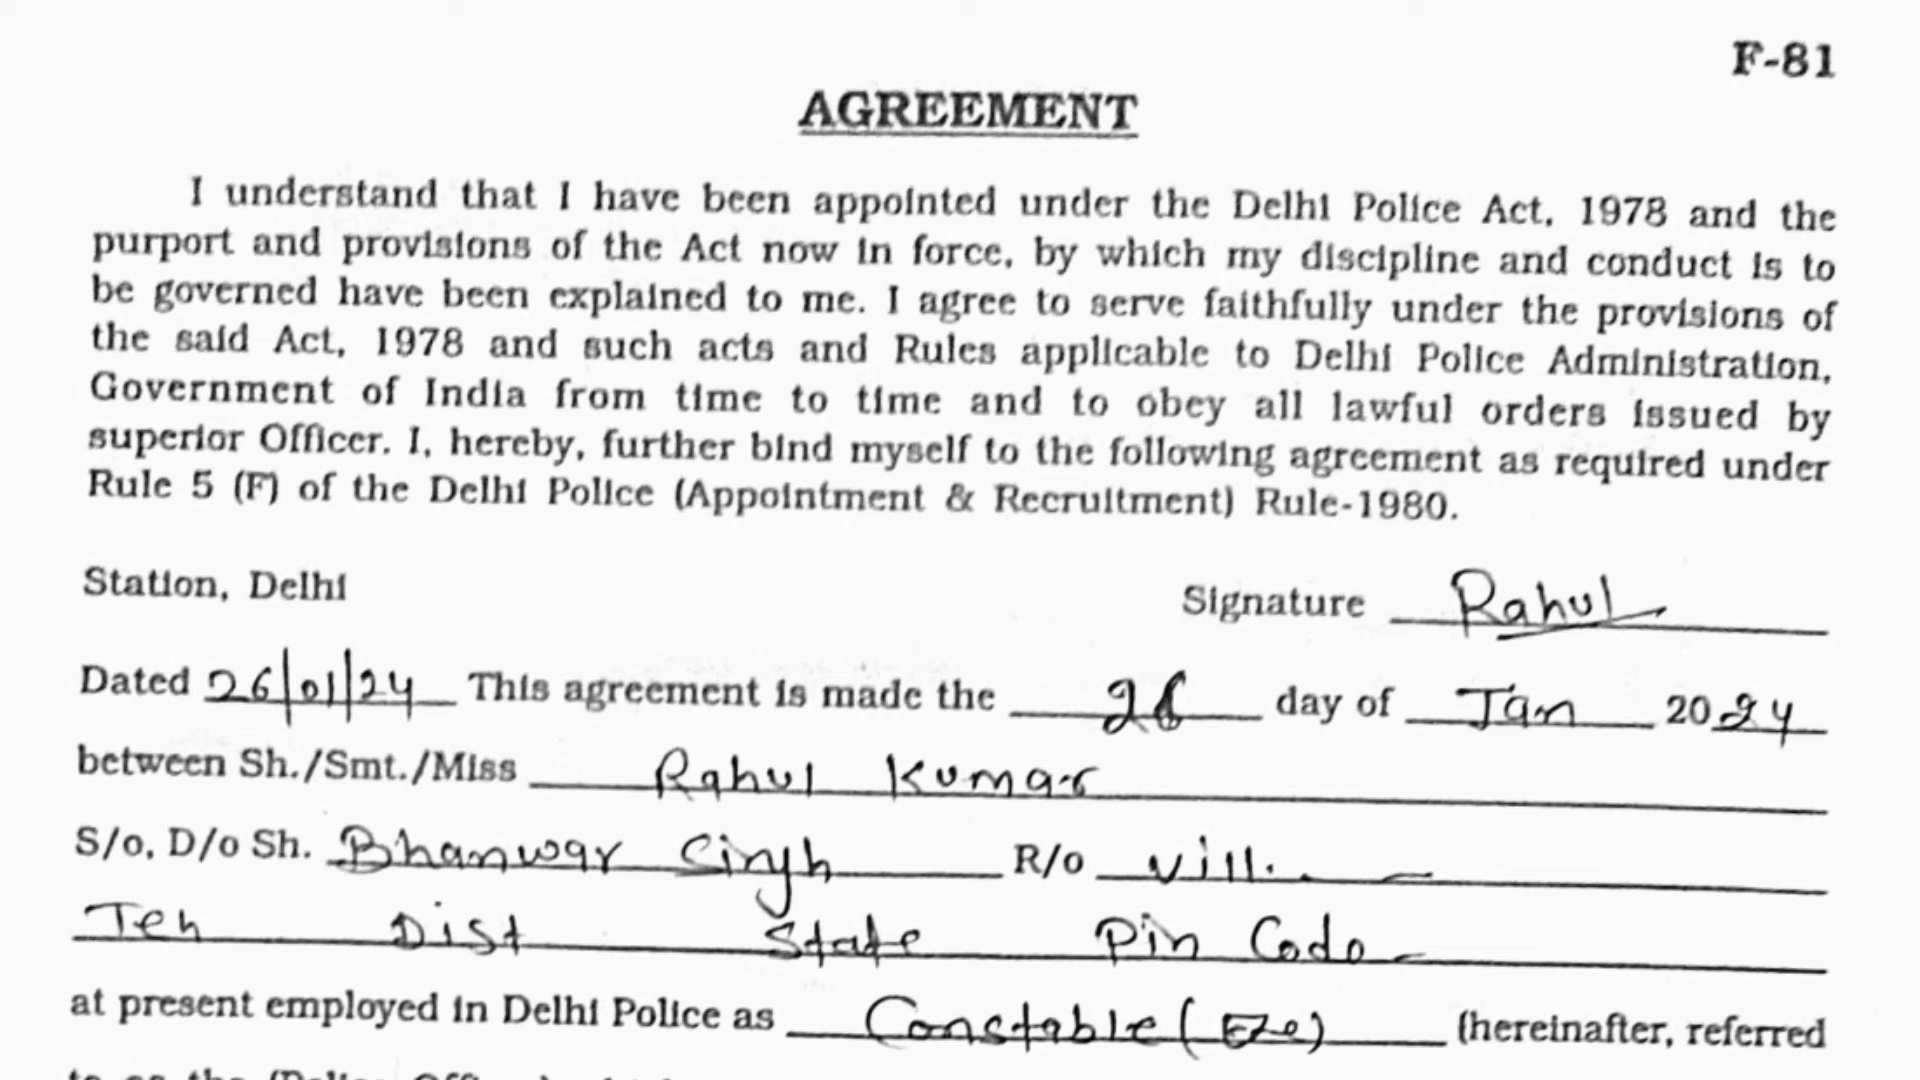 F-81
AGREEMENT
I understand that I have been appointed under the Delhi Police Act, 1978 and the
purport and provisions of the Act now in force, by which my discipline and conduct is to
be governed have been explained to me. I agree to serve faithfully under the provisions of
the said Act, 1978 and such acts and Rules applicable to Delhi Police Administration,
Government of India from time to time and to obey all lawful orders issued by
superior Officer. I, hereby, further bind myself to the following agreement as required under
Rule 5 (F) of the Delhi Police (Appointment & Recruitment) Rule-1980.
Station, Delhi Signature Rahul
Dated 26/01/24 This agreement is made the 26 day of Jan 2024
between Sh./Smt./Miss Rahul Kumar
S/o, D/o Sh. Bhanwar Singh R/o Vill.
Teh Dist State Pin Code
at present employed in Delhi Police as Constable (Exe) (hereinafter, referred